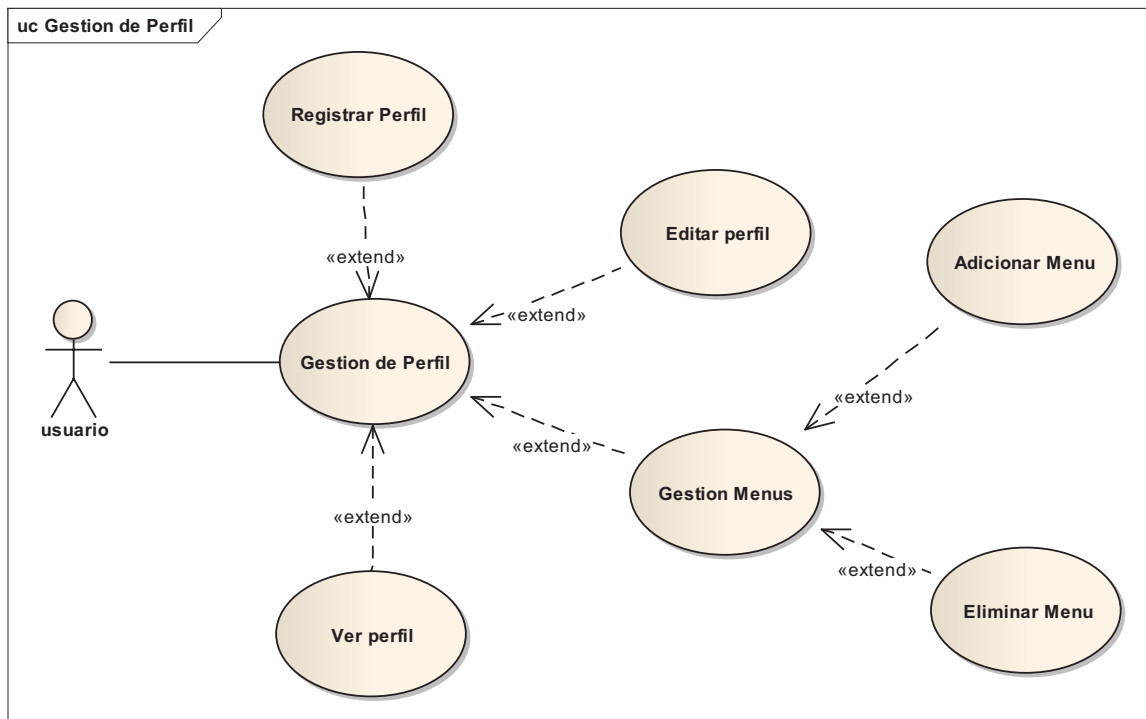 uc Gestion de Perfil
Registrar Perfil
Editar perfil
Adicionar Menu
«extend»
«extend»
Gestion de Perfil
usuario
«extend»
«extend»
Gestion Menus
«extend»
«extend»
Ver perfil
Eliminar Menu